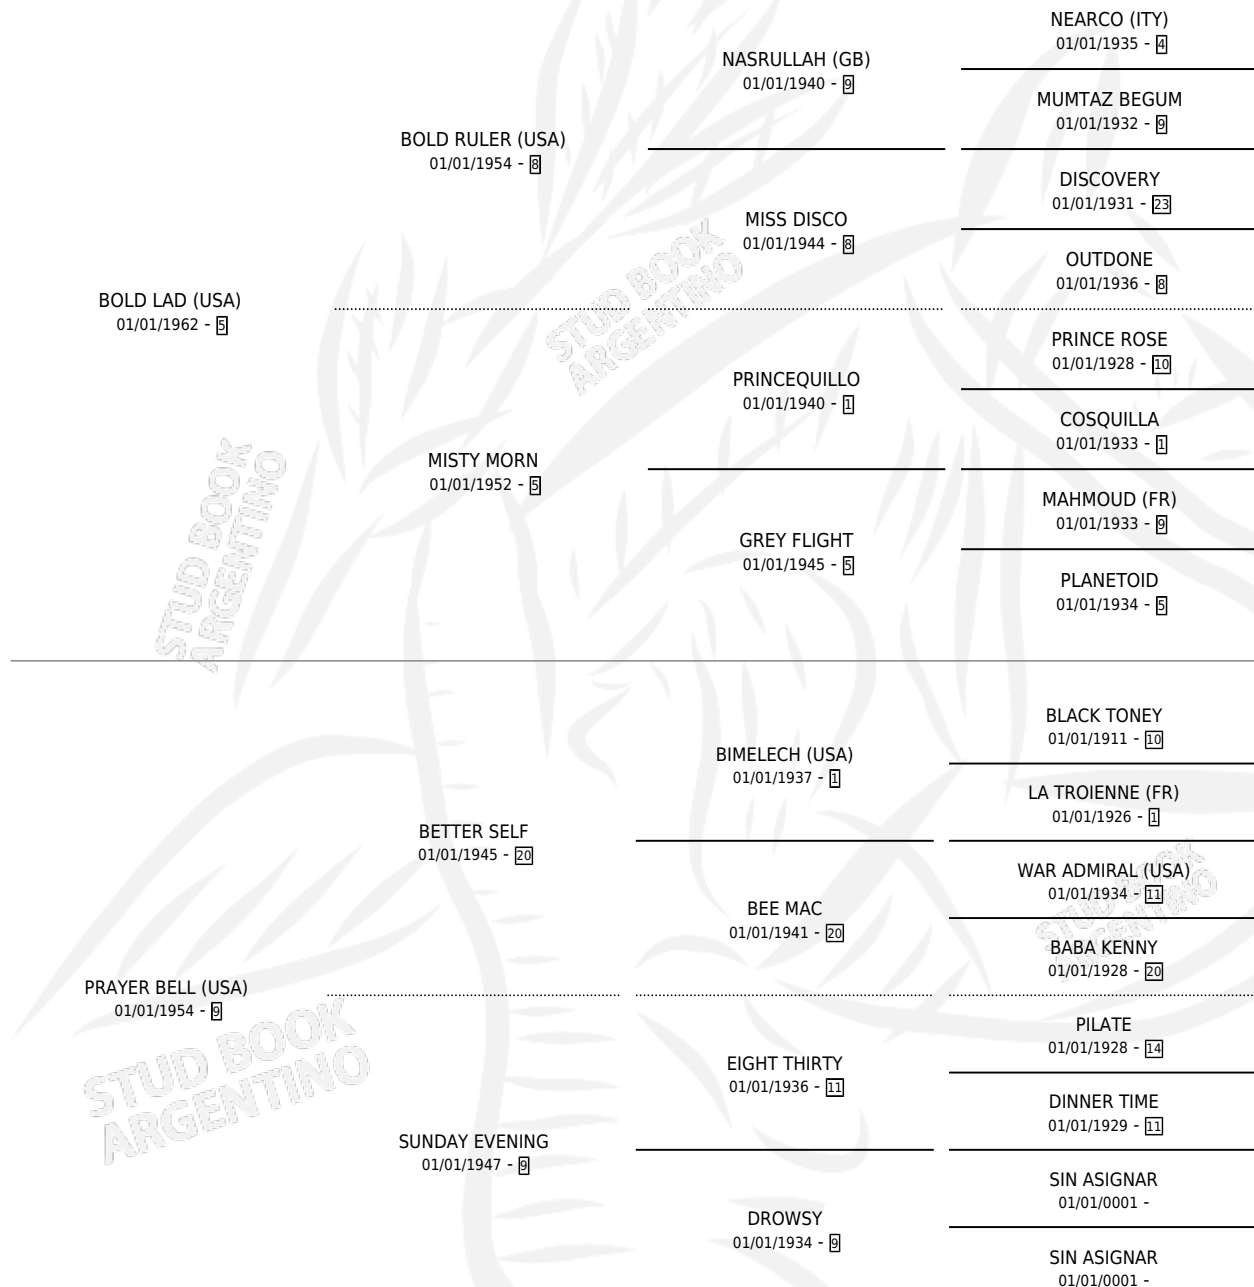 NEARCO (ITY)
01/01/1935 - 4
NASRULLAH (GB)
01/01/1940 - 9
MUMTAZ BEGUM
01/01/1932 - 9
BOLD RULER (USA)
01/01/1954 - 8
DISCOVERY
01/01/1931 - 23
MISS DISCO
01/01/1944 - 8
OUTDONE
01/01/1936 - 8
BOLD LAD (USA)
01/01/1962 - 5
STUD BOOK
ARGENTINO
PRINCE ROSE
01/01/1928 - 10
PRINCEQUILLO
01/01/1940 - 1
COSQUILLA
01/01/1933 - 1
MISTY MORN
01/01/1952 - 5
MAHMOUD (FR)
01/01/1933 - 9
GREY FLIGHT
01/01/1945 - 5
PLANETOID
01/01/1934 - 5
STUD BOOK
ARGENTINO
BLACK TONEY
01/01/1911 - 10
BIMELECH (USA)
01/01/1937 - 1
LA TROIENNE (FR)
01/01/1926 - 1
BETTER SELF
01/01/1945 - 20
WAR ADMIRAL (USA)
01/01/1934 - 11
BEE MAC
01/01/1941 - 20
BABA KENNY
01/01/1928 - 20
STUD BOOK
ARGENTINO
PRAYER BELL (USA)
01/01/1954 - 9
STUD BOOK
ARGENTINO
PILATE
01/01/1928 - 14
EIGHT THIRTY
01/01/1936 - 11
DINNER TIME
01/01/1929 - 11
SUNDAY EVENING
01/01/1947 - 9
SIN ASIGNAR
01/01/0001 -
DROWSY
01/01/1934 - 9
SIN ASIGNAR
01/01/0001 -